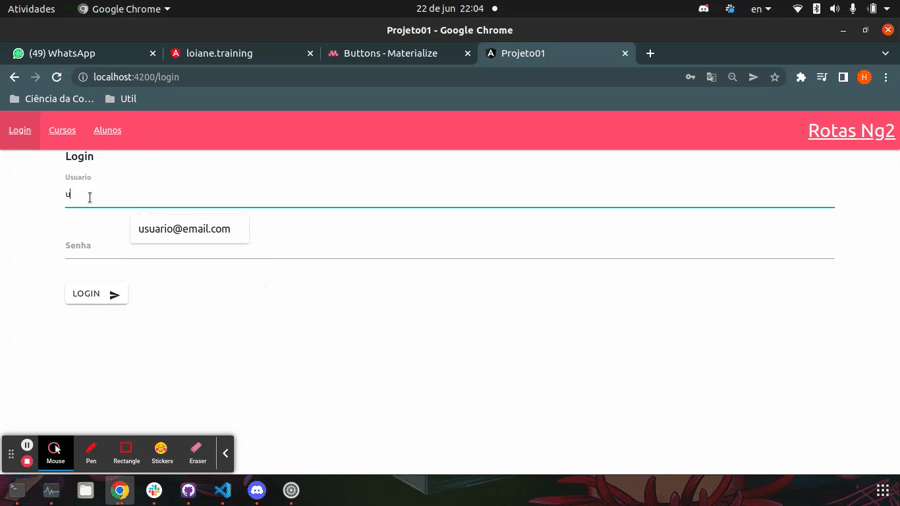 Atividades
Google Chrome
22 de jun 22:04
en
Projeto01 - Google Chrome
(49) WhatsApp
loiane.training
Buttons - Materialize
Projeto01
localhost:4200/login
H
Ciência da Co…
Util
Login
Cursos
Alunos
Rotas Ng2
Login
Usuario
u
usuario@email.com
Senha
LOGIN
Mouse
Pen
Rectangle
Stickers
Eraser